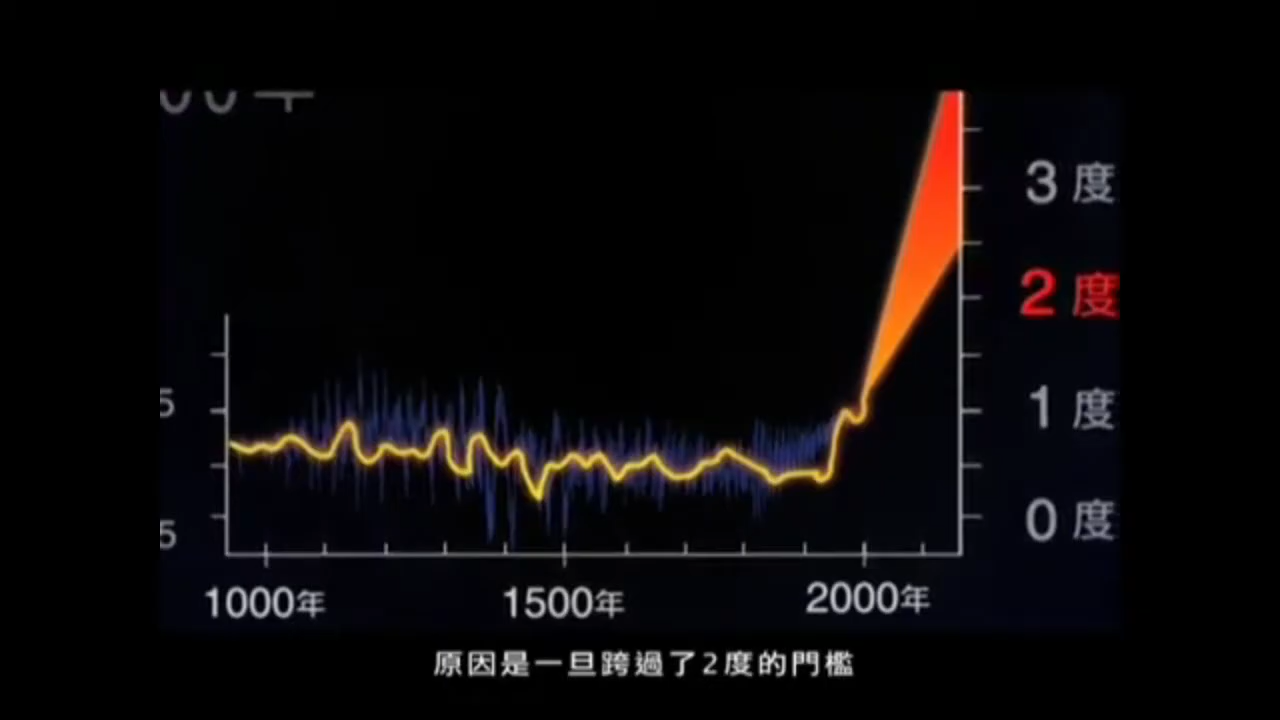 3度
2度
1度
0度
1000年
1500年
2000年
原因是一旦跨過了2度的門檻